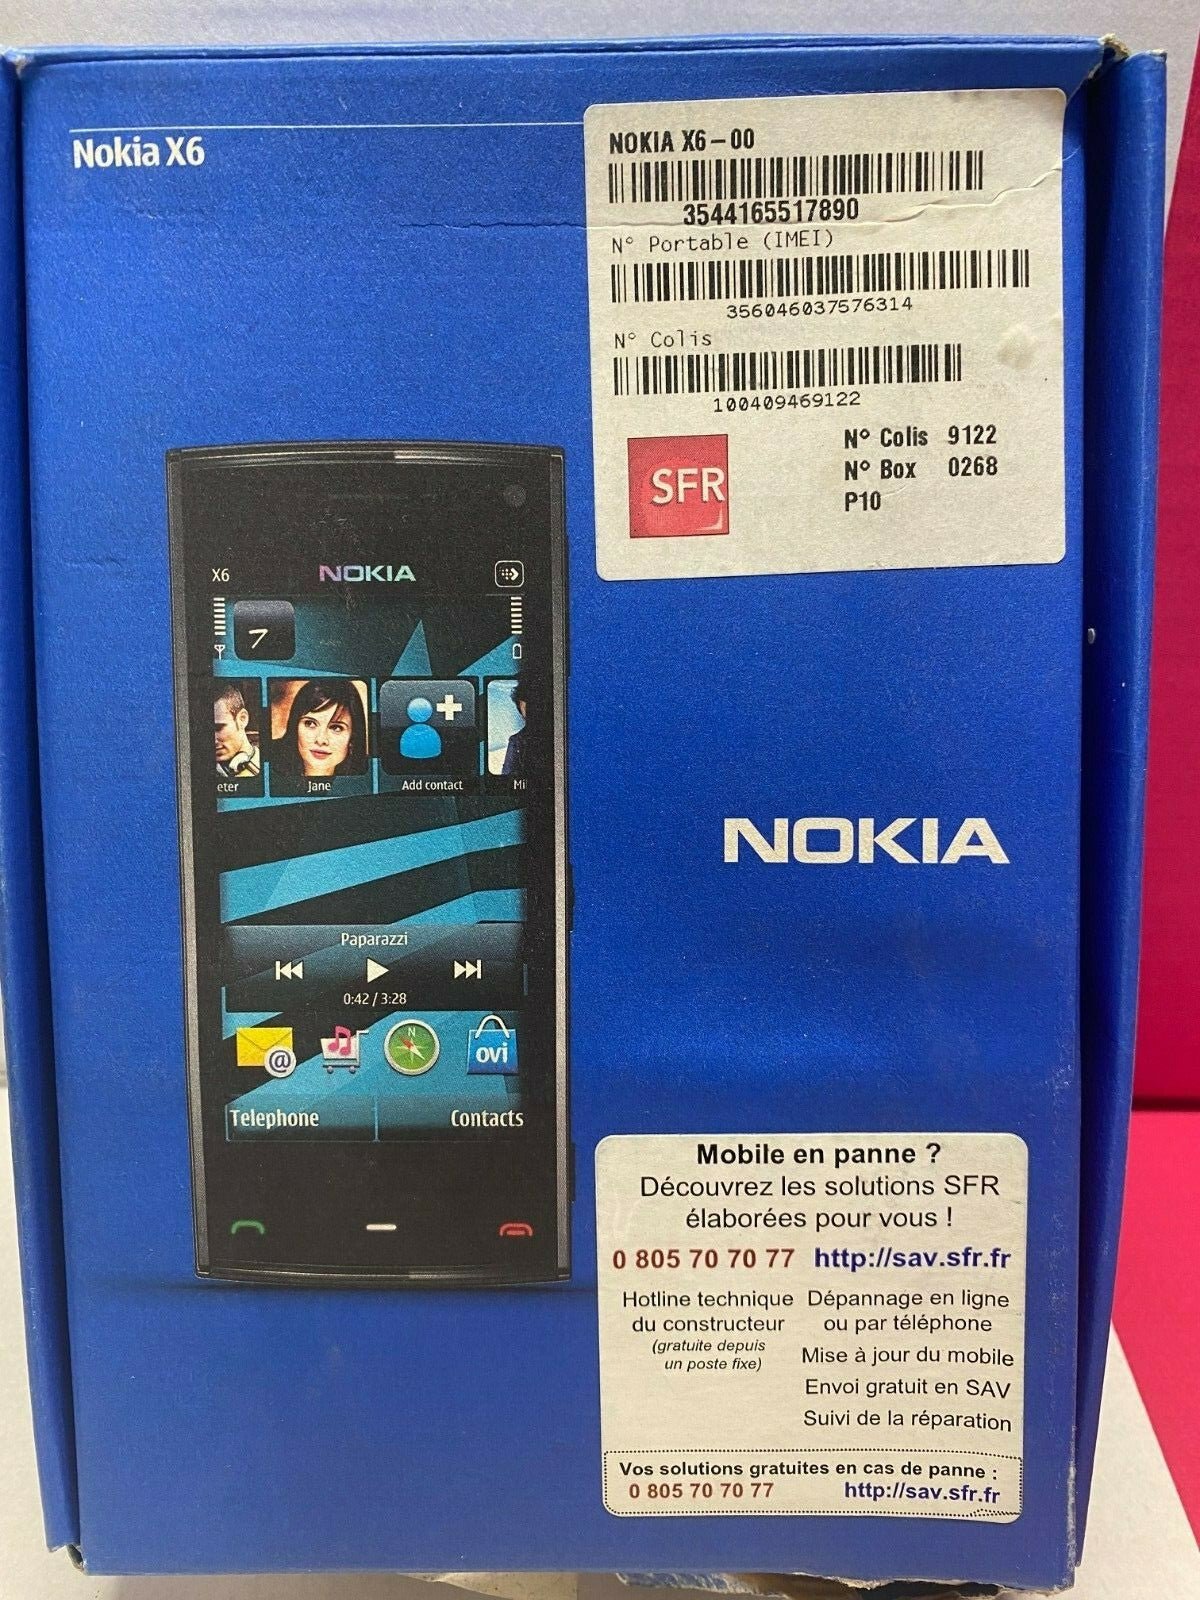 Nokia X6
NOKIA X6-00
3544165517890
N° Portable (IMEI)
356046037576314
N° Colis
100409469122
SFR
N° Colis 9122
N° Box 0268
P10
X6 NOKIA
7
eter Jane Add contact Mi
NOKIA
Paparazzi
0:42 / 3:28
N
@ ovi
Telephone Contacts
Mobile en panne ?
Découvrez les solutions SFR
élaborées pour vous !
0 805 70 70 77 http://sav.sfr.fr
Hotline technique
du constructeur
(gratuite depuis
un poste fixe)
Dépannage en ligne
ou par téléphone
Mise à jour du mobile
Envoi gratuit en SAV
Suivi de la réparation
Vos solutions gratuites en cas de panne :
0 805 70 70 77 http://sav.sfr.fr